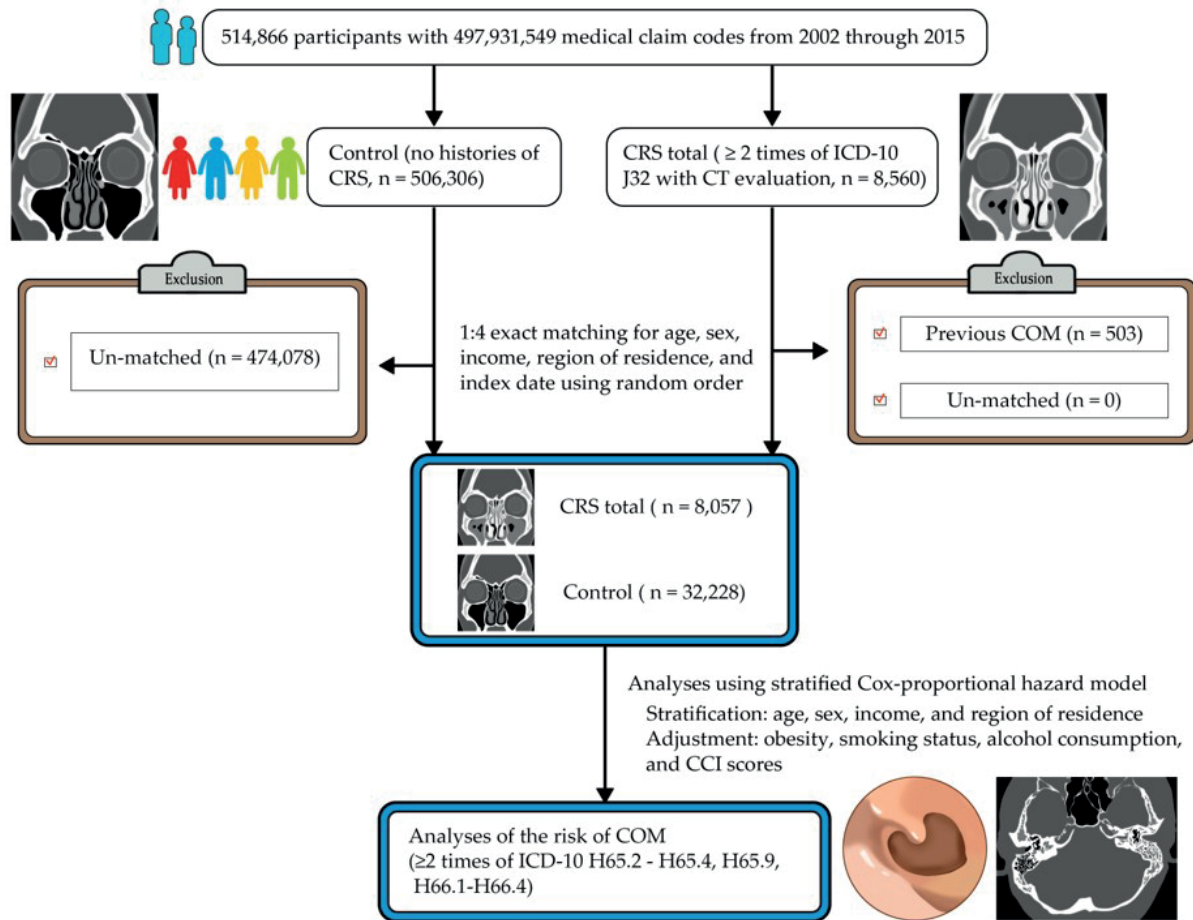 514,866 participants with 497,931,549 medical claim codes from 2002 through 2015
Control (no histories of
CRS, n = 506,306)
CRS total ( ≥ 2 times of ICD-10
J32 with CT evaluation, n = 8,560)
Exclusion
Un-matched (n = 474,078)
1:4 exact matching for age, sex,
income, region of residence, and
index date using random order
Exclusion
Previous COM (n = 503)
Un-matched (n = 0)
CRS total ( n = 8,057 )
Control ( n = 32,228)
Analyses using stratified Cox-proportional hazard model
Stratification: age, sex, income, and region of residence
Adjustment: obesity, smoking status, alcohol consumption,
and CCI scores
Analyses of the risk of COM
(≥2 times of ICD-10 H65.2 - H65.4, H65.9,
H66.1-H66.4)